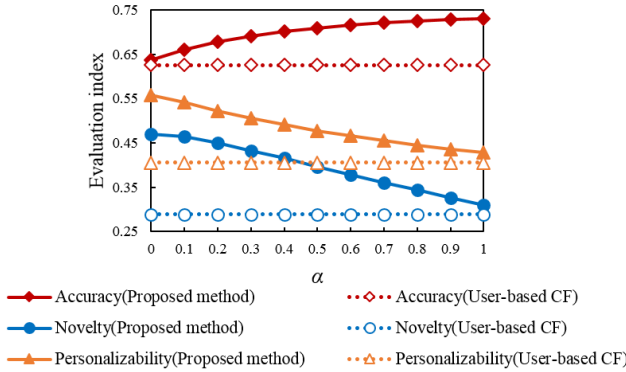 0.75
0.65
0.55
0.45
0.35
0.25
Evaluation index
0 0.1 0.2 0.3 0.4 0.5 0.6 0.7 0.8 0.9 1
α
Accuracy(Proposed method) Accuracy(User-based CF)
Novelty(Proposed method) Novelty(User-based CF)
Personalizability(Proposed method) Personalizability(User-based CF)